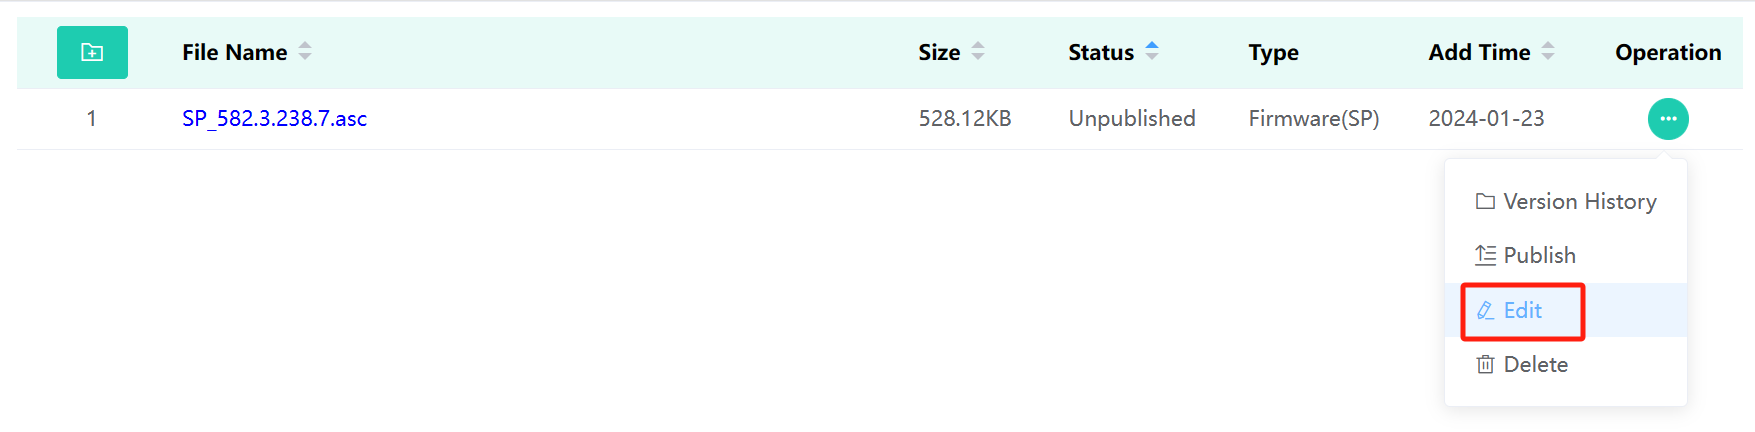 File Name Size Status Type Add Time Operation
1 SP_582.3.238.7.asc 528.12KB Unpublished Firmware(SP) 2024-01-23
Version History
Publish
Edit
Delete